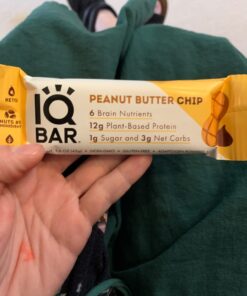 KETO
IQ
BAR
PEANUT BUTTER CHIP
6 Brain Nutrients
12g Plant-Based Protein
1g Sugar and 3g Net Carbs